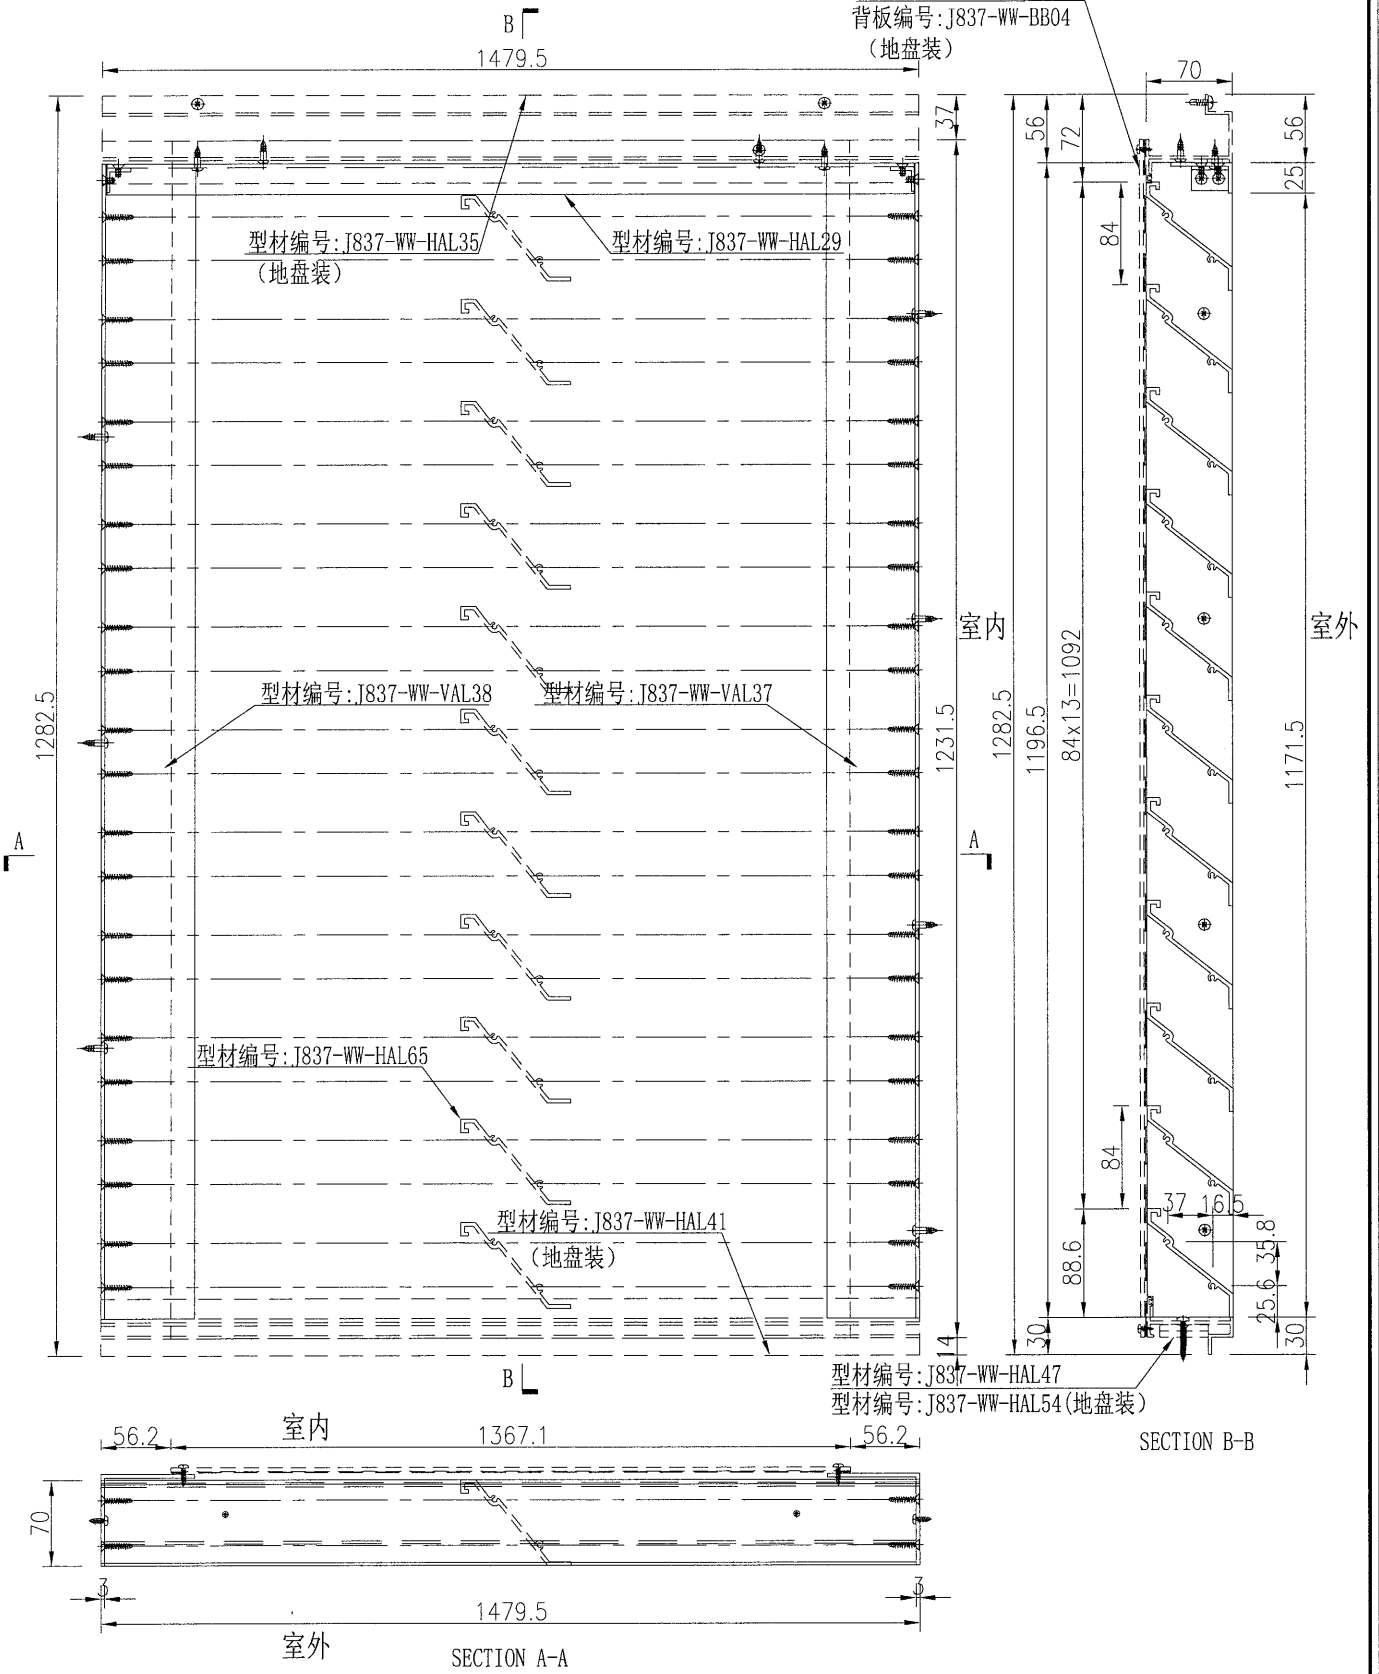 B
背板编号:J837-WW-BB04
(地盘装)
1479.5
70
37
56
72
56
25
84
型材编号:J837-WW-HAL35
(地盘装)
型材编号:J837-WW-HAL29
室内
室外
1282.5
型材编号:J837-WW-VAL38
型材编号:J837-WW-VAL37
1231.5
1282.5
1196.5
84x13=1092
1171.5
A
A
型材编号:J837-WW-HAL65
84
37
16.5
型材编号:J837-WW-HAL41
(地盘装)
88.6
35.8
25.6
14
30
30
B
型材编号:J837-WW-HAL47
型材编号:J837-WW-HAL54(地盘装)
SECTION B-B
室内
56.2
1367.1
56.2
70
3
3
1479.5
室外
SECTION A-A